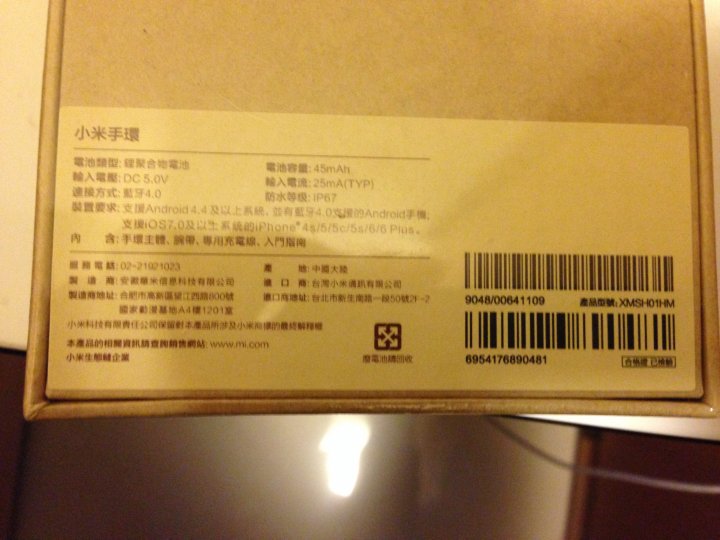 小米手環
電池類型: 鋰聚合物電池
電池容量: 45mAh
輸入電壓: DC 5.0V
輸入電流: 25mA(TYP)
連接方式: 藍牙4.0
防水等級: IP67
裝置要求: 支援Android 4.4及以上系統, 並有藍牙4.0支援的Android手機;
支援iOS7.0及以上系統的iPhone® 4s/5/5c/5s/6/6 Plus。
內 含: 手環主體、腕帶、專用充電線、入門指南
服務電話: 02-21921023
產 地: 中國大陸
製 造 商: 安徽華米信息科技有限公司
進 口 商: 台灣小米通訊有限公司
製造商地址: 合肥市高新區望江西路800號
國家動漫基地A4樓1201室
進口商地址: 台北市新生南路一段50號2F-2
小米科技有限責任公司保留對本產品所涉及小米商標的最終解釋權
本產品的相關資訊請查詢銷售網站: www.mi.com
小米生態鏈企業
廢電池請回收
9048/00641109
產品型號: XMSH01HM
6954176890481
合格證 已檢驗